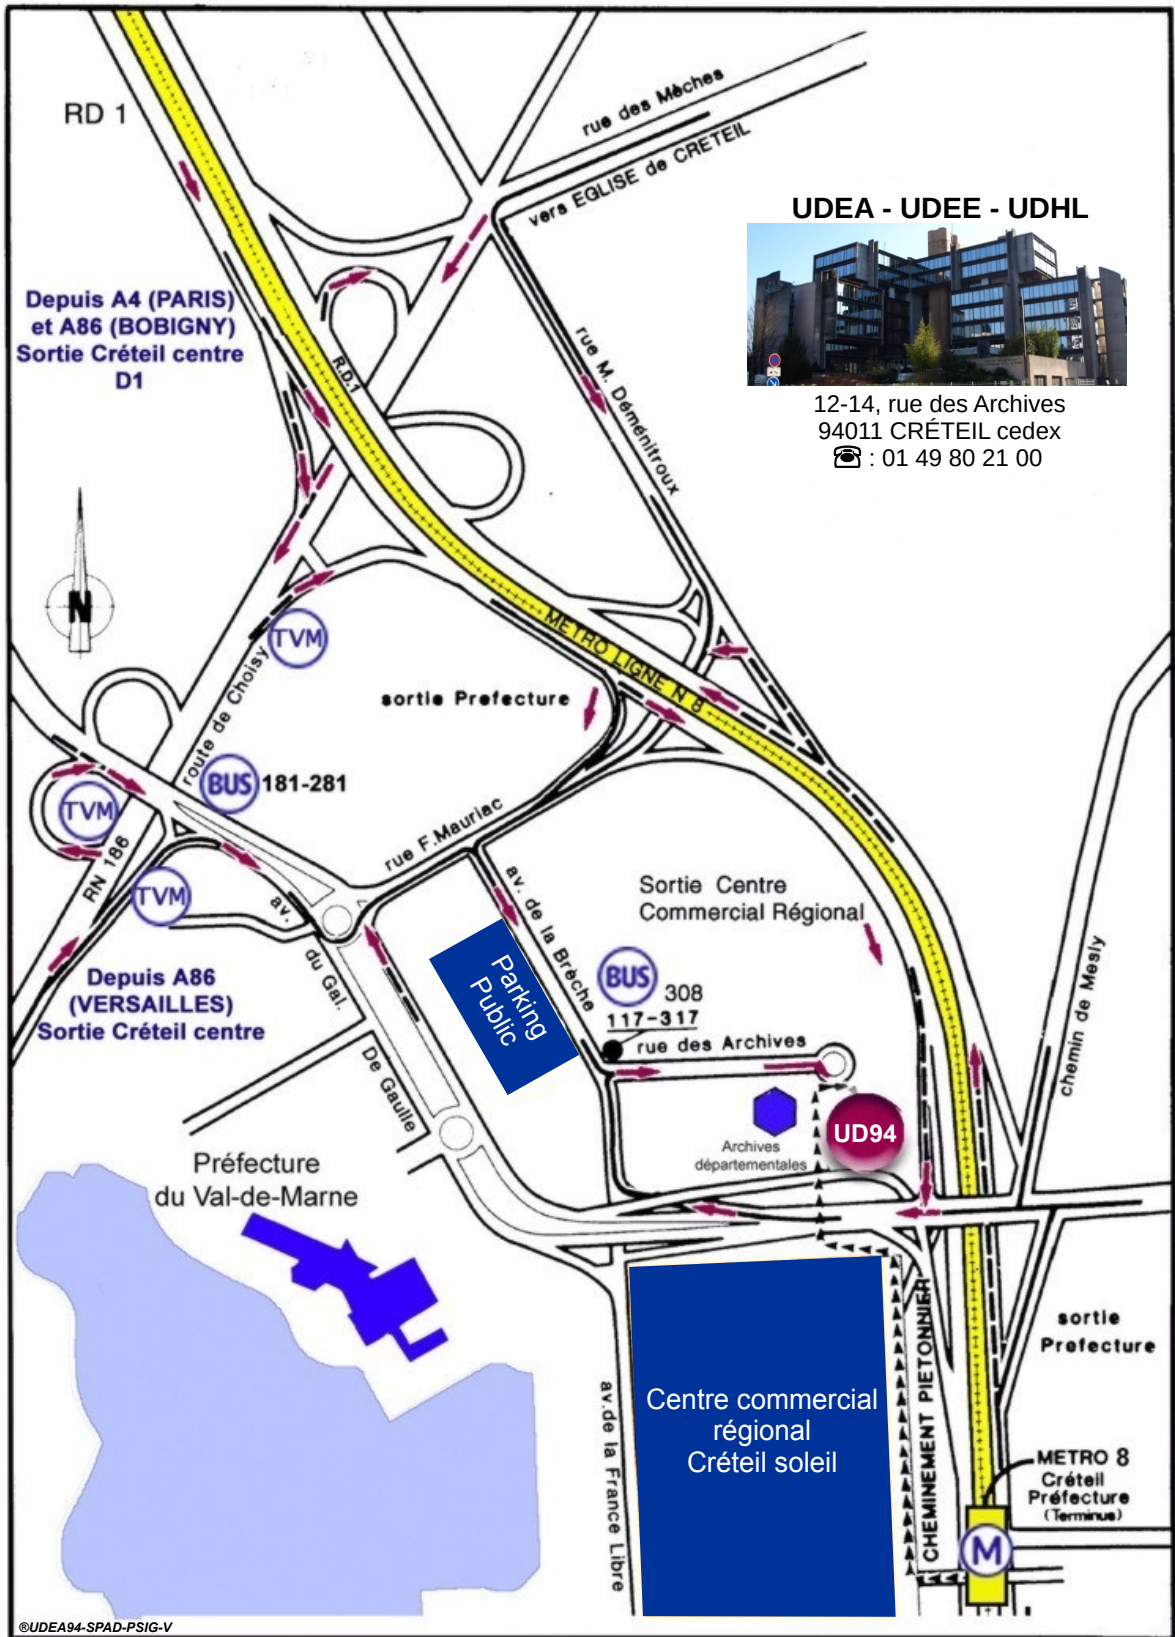 RD 1
rue des Mèches
vers EGLISE de CRETEIL
UDEA - UDEE - UDHL
12-14, rue des Archives
94011 CRÉTEIL cedex
☎ : 01 49 80 21 00
Depuis A4 (PARIS)
et A86 (BOBIGNY)
Sortie Créteil centre
D1
R.D.1
rue M. Déménitroux
N
TVM
METRO LIGNE N 8
route de Choisy
sortie Prefecture
BUS 181-281
TVM
RN 186
rue F.Mauriac
TVM
av.
du Gal.
De Gaulle
av. de la Brèche
Sortie Centre
Commercial Régional
Depuis A86
(VERSAILLES)
Sortie Créteil centre
Parking
Public
BUS 308
117-317
rue des Archives
chemin de Mesly
UD94
Archives
départementales
Préfecture
du Val-de-Marne
CHEMINEMENT PIETONNIER
sortie
Prefecture
av.de la France Libre
Centre commercial
régional
Créteil soleil
METRO 8
Créteil
Préfecture
(Terminus)
M
®UDEA94-SPAD-PSIG-V